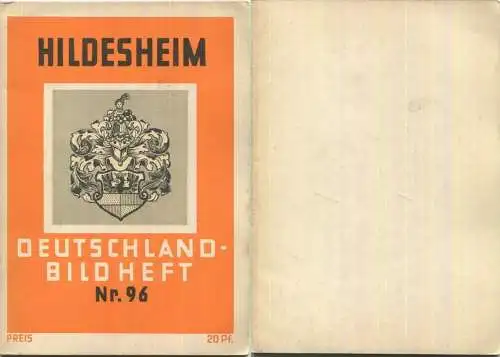 HILDESHEIM
DEUTSCHLAND-
BILDHEFT
Nr. 96
PREIS 20 Pf.